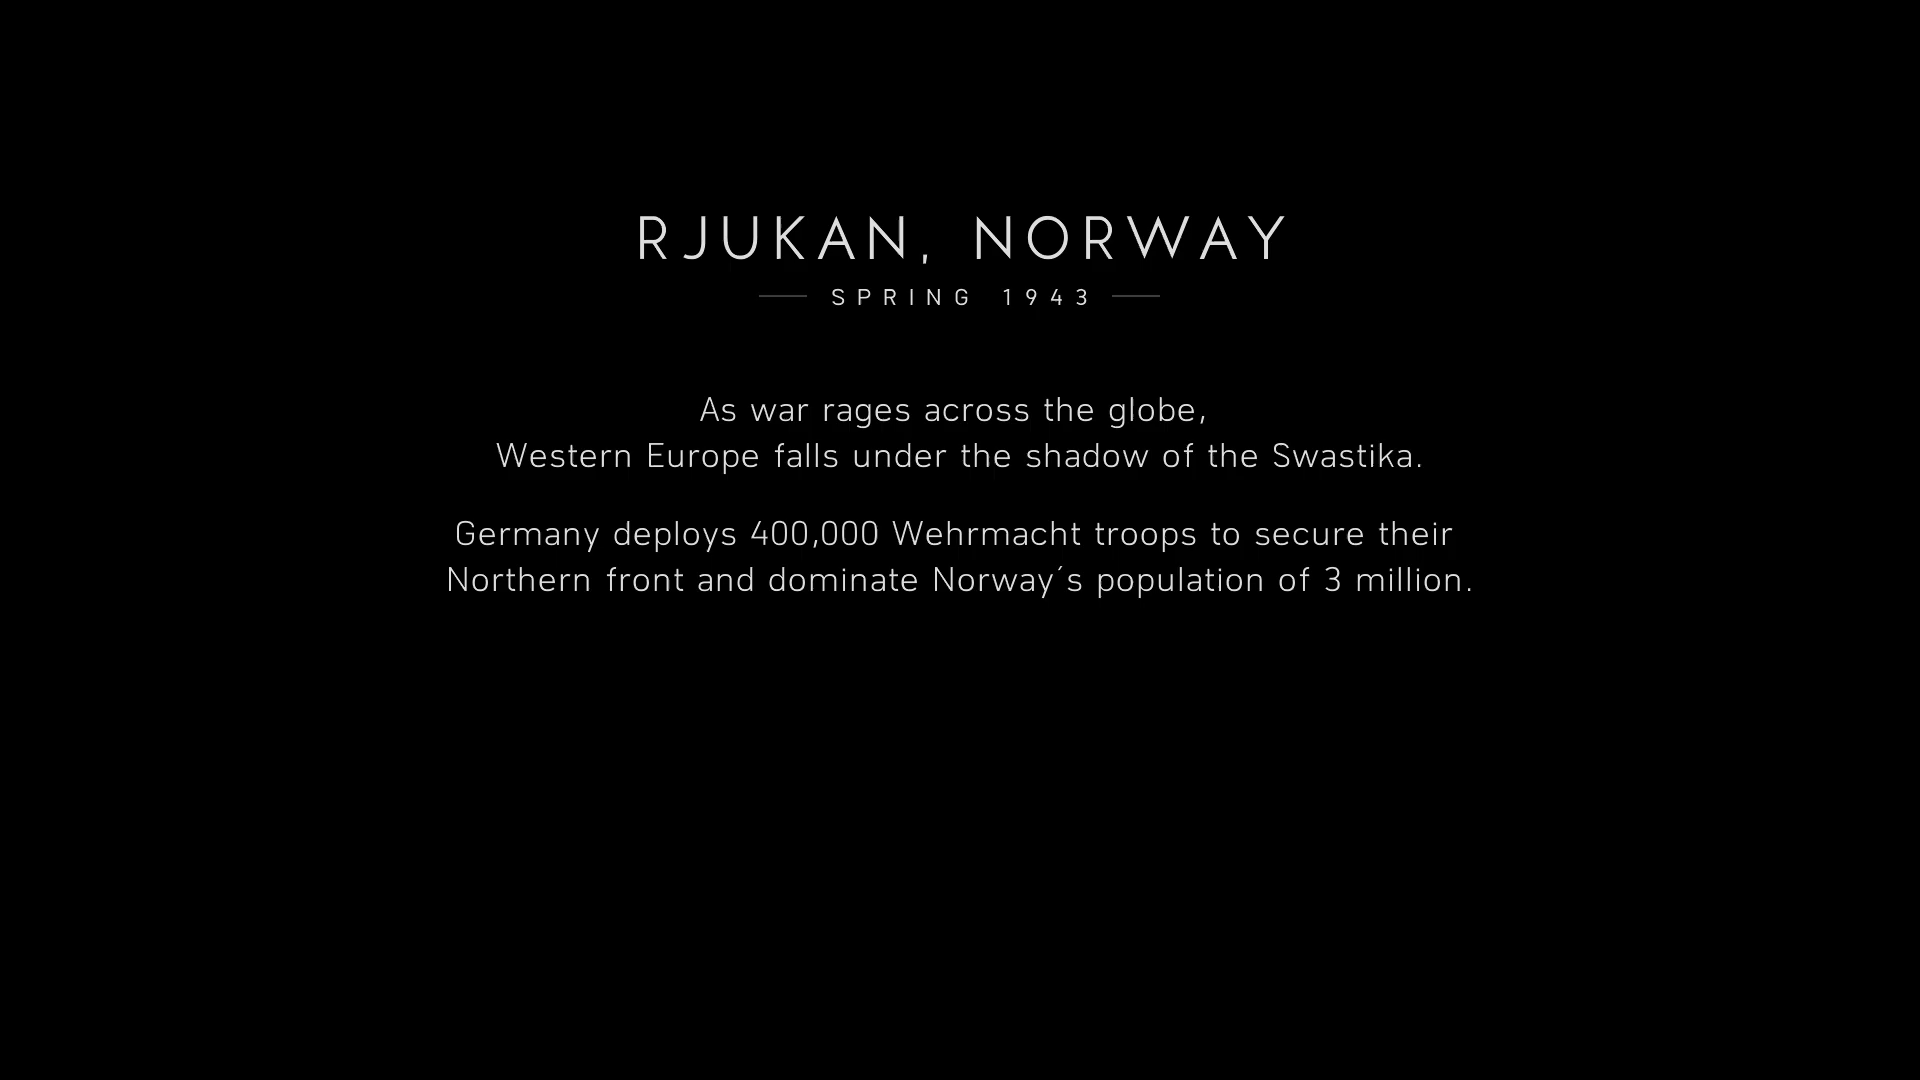 RJUKAN, NORWAY
SPRING 1943
As war rages across the globe,
Western Europe falls under the shadow of the Swastika.
Germany deploys 400,000 Wehrmacht troops to secure their
Northern front and dominate Norway´s population of 3 million.